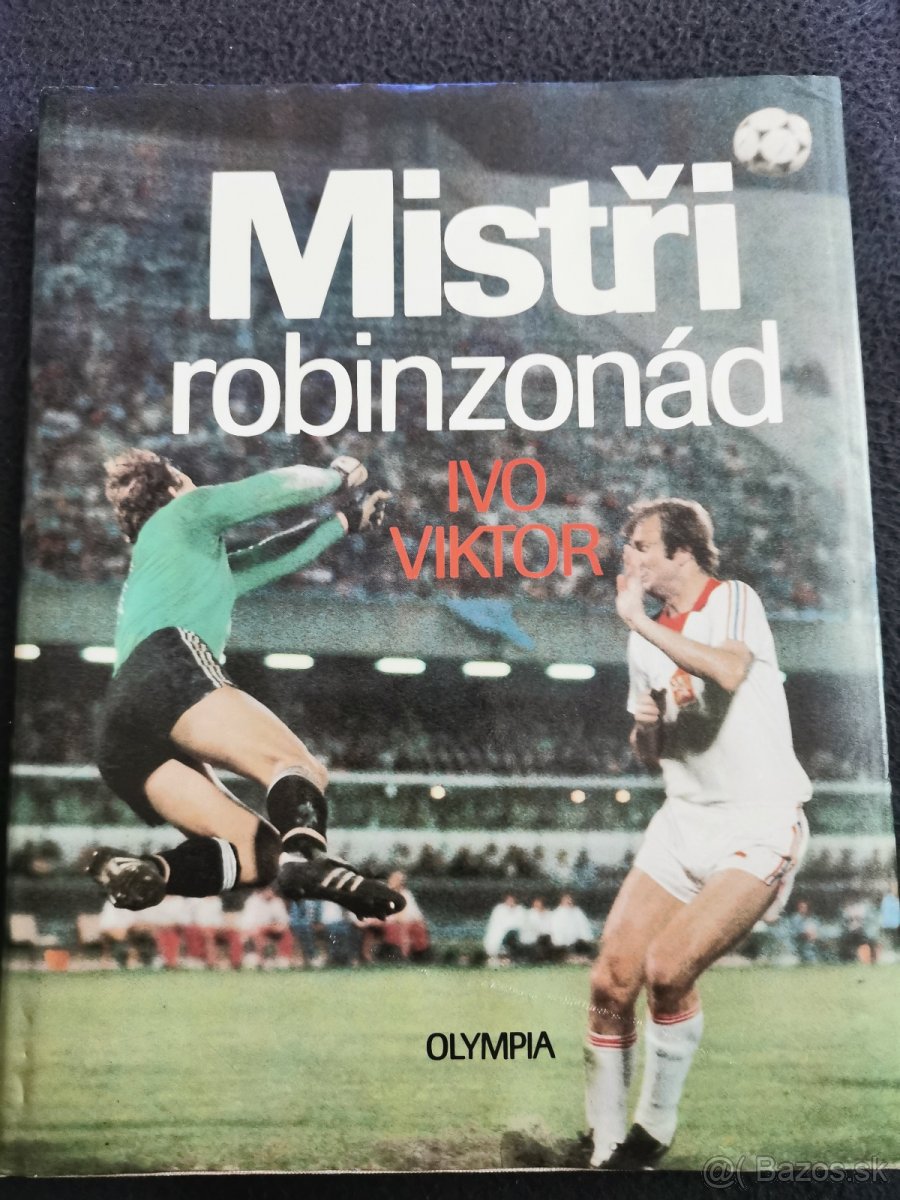 Mistři
robinzonád
IVO
VIKTOR
OLYMPIA
@( Bazos.sk